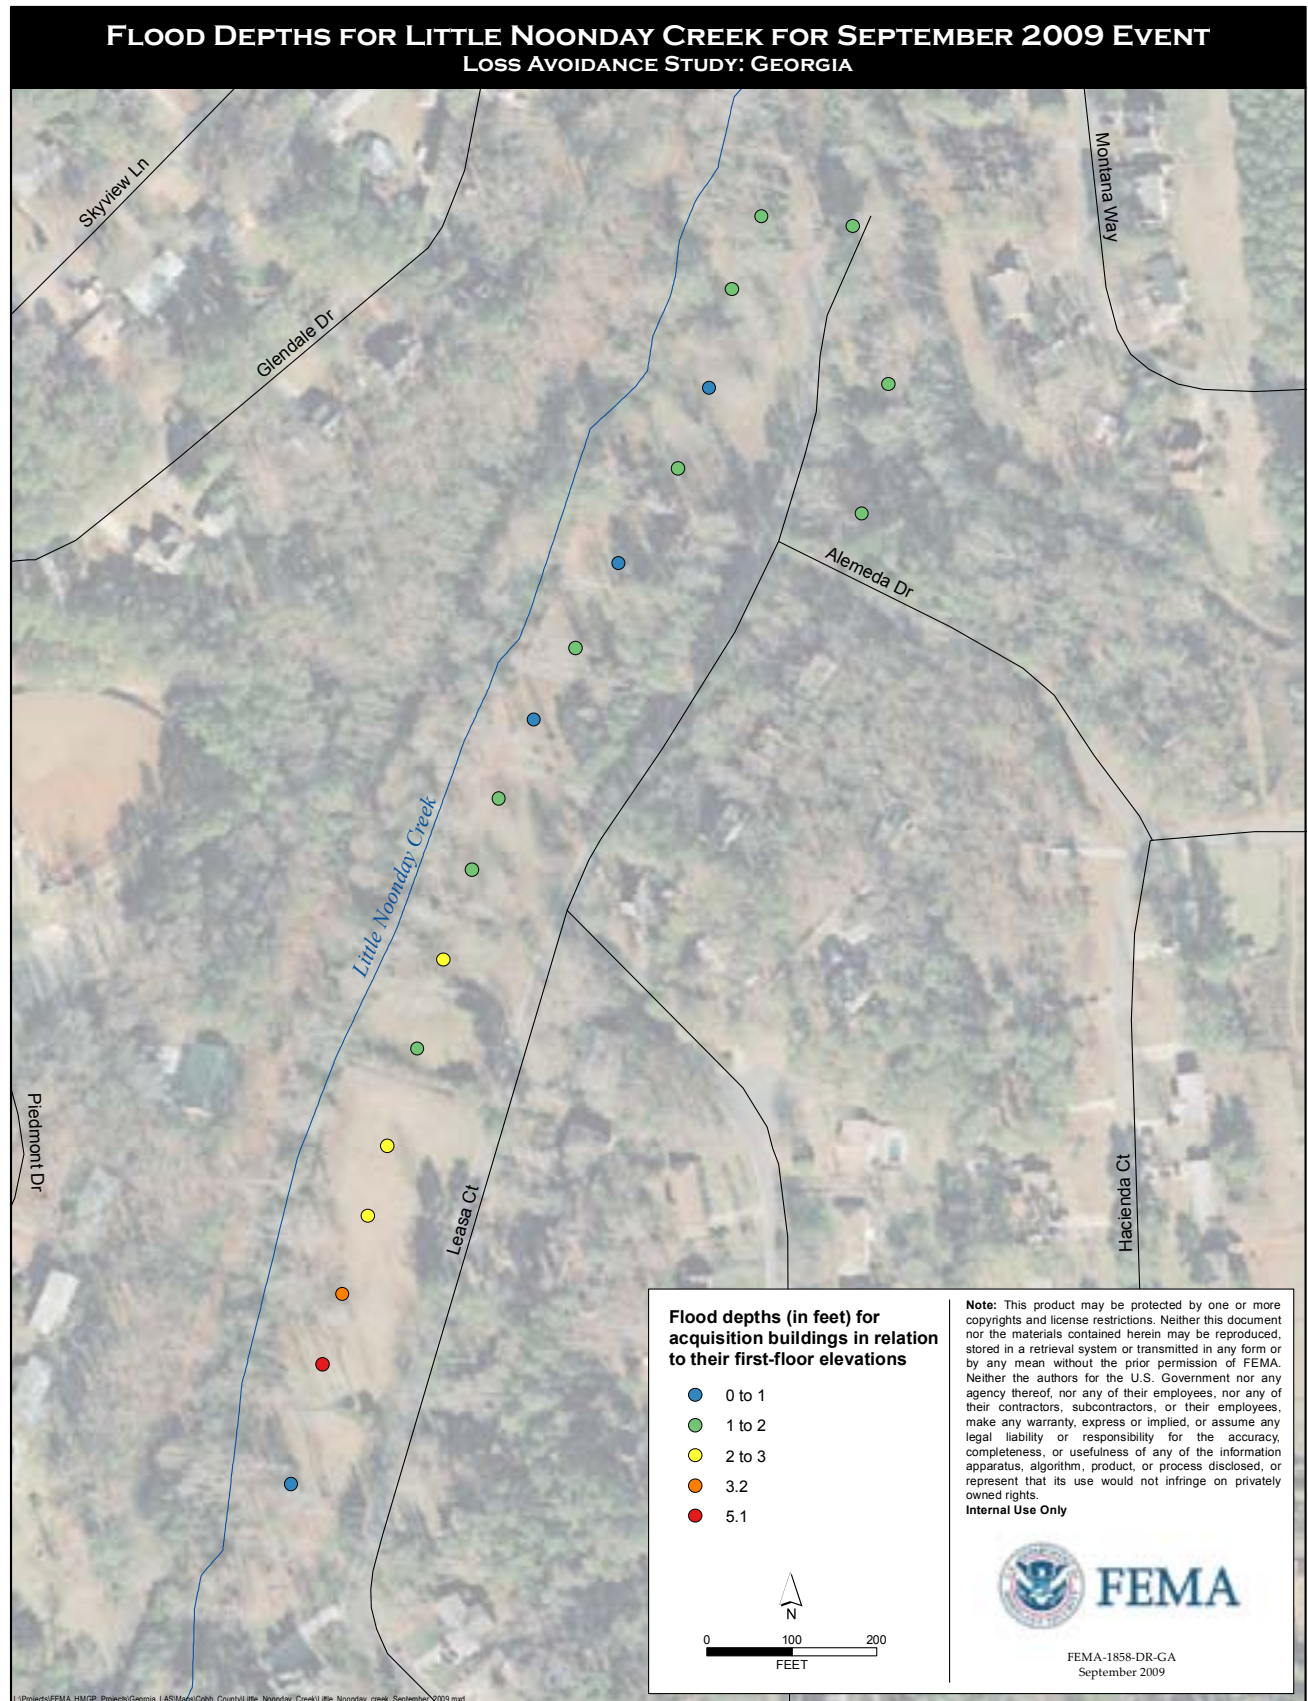 FLOOD DEPTHS FOR LITTLE NOONDAY CREEK FOR SEPTEMBER 2009 EVENT
LOSS AVOIDANCE STUDY: GEORGIA
Skyview Ln
Montana Way
Glendale Dr
Alemeda Dr
Little Noonday Creek
Piedmont Dr
Leasa Ct
Hacienda Ct
Flood depths (in feet) for
acquisition buildings in relation
to their first-floor elevations
0 to 1
1 to 2
2 to 3
3.2
5.1
N
0 100 200
FEET
Note: This product may be protected by one or more
copyrights and license restrictions. Neither this document
nor the materials contained herein may be reproduced,
stored in a retrieval system or transmitted in any form or
by any mean without the prior permission of FEMA.
Neither the authors for the U.S. Government nor any
agency thereof, nor any of their employees, nor any of
their contractors, subcontractors, or their employees,
make any warranty, express or implied, or assume any
legal liability or responsibility for the accuracy,
completeness, or usefulness of any of the information
apparatus, algorithm, product, or process disclosed, or
represent that its use would not infringe on privately
owned rights.
Internal Use Only
FEMA
FEMA-1858-DR-GA
September 2009
L:\Projects\FEMA_HMGP_Projects\Georgia_LAS\Maps\Cobb_County\Little_Noonday_Creek\Little_Noonday_creek_September_2009.mxd